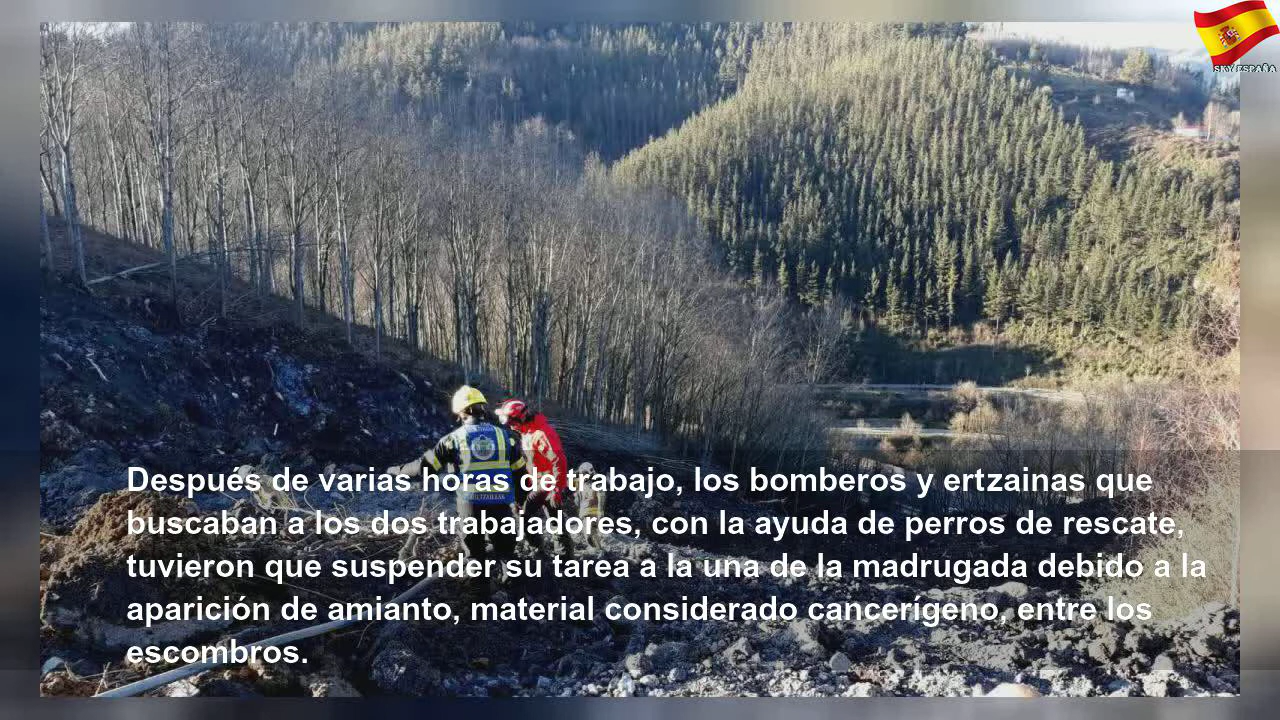 SKY ESPAÑA
Después de varias horas de trabajo, los bomberos y ertzainas que
buscaban a los dos trabajadores, con la ayuda de perros de rescate,
tuvieron que suspender su tarea a la una de la madrugada debido a la
aparición de amianto, material considerado cancerígeno, entre los
escombros.